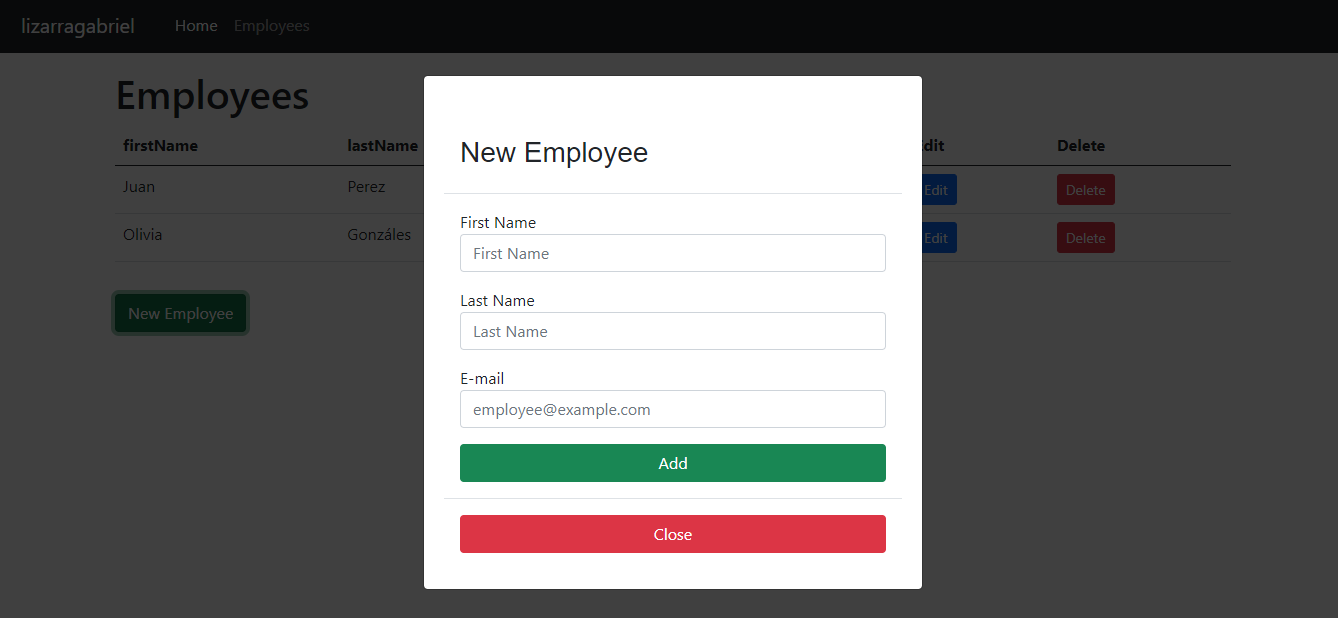 lizarragabriel Home Employees
Employees
firstName lastName Edit Delete
Juan Perez Edit Delete
Olivia Gonzáles Edit Delete
New Employee
New Employee
First Name
First Name
Last Name
Last Name
E-mail
employee@example.com
Add
Close